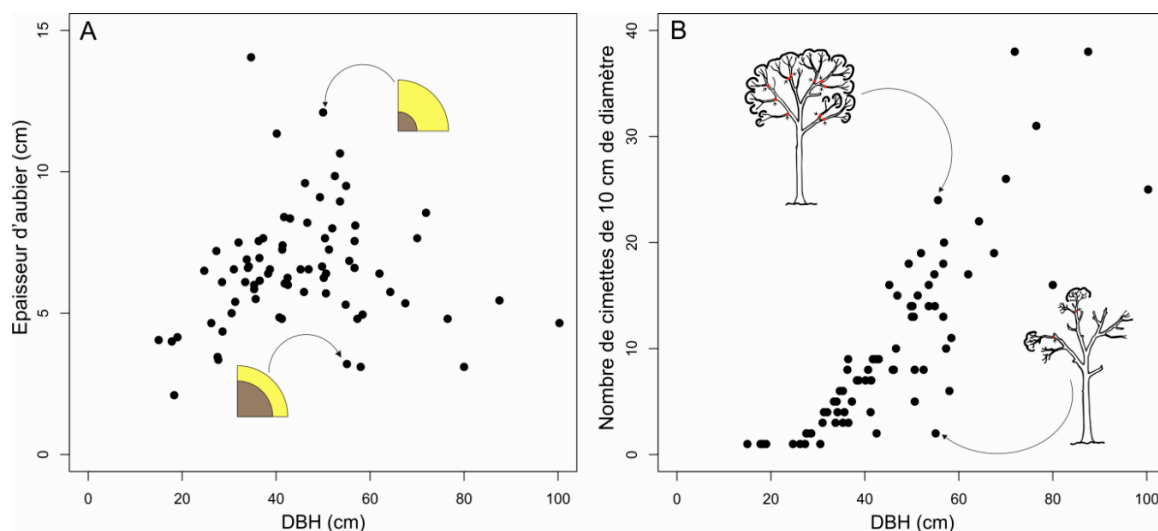 A
Epaisseur d'aubier (cm)
15
10
5
0
0 20 40 60 80 100
DBH (cm)
B
Nombre de cimettes de 10 cm de diamètre
40
30
20
10
0
0 20 40 60 80 100
DBH (cm)